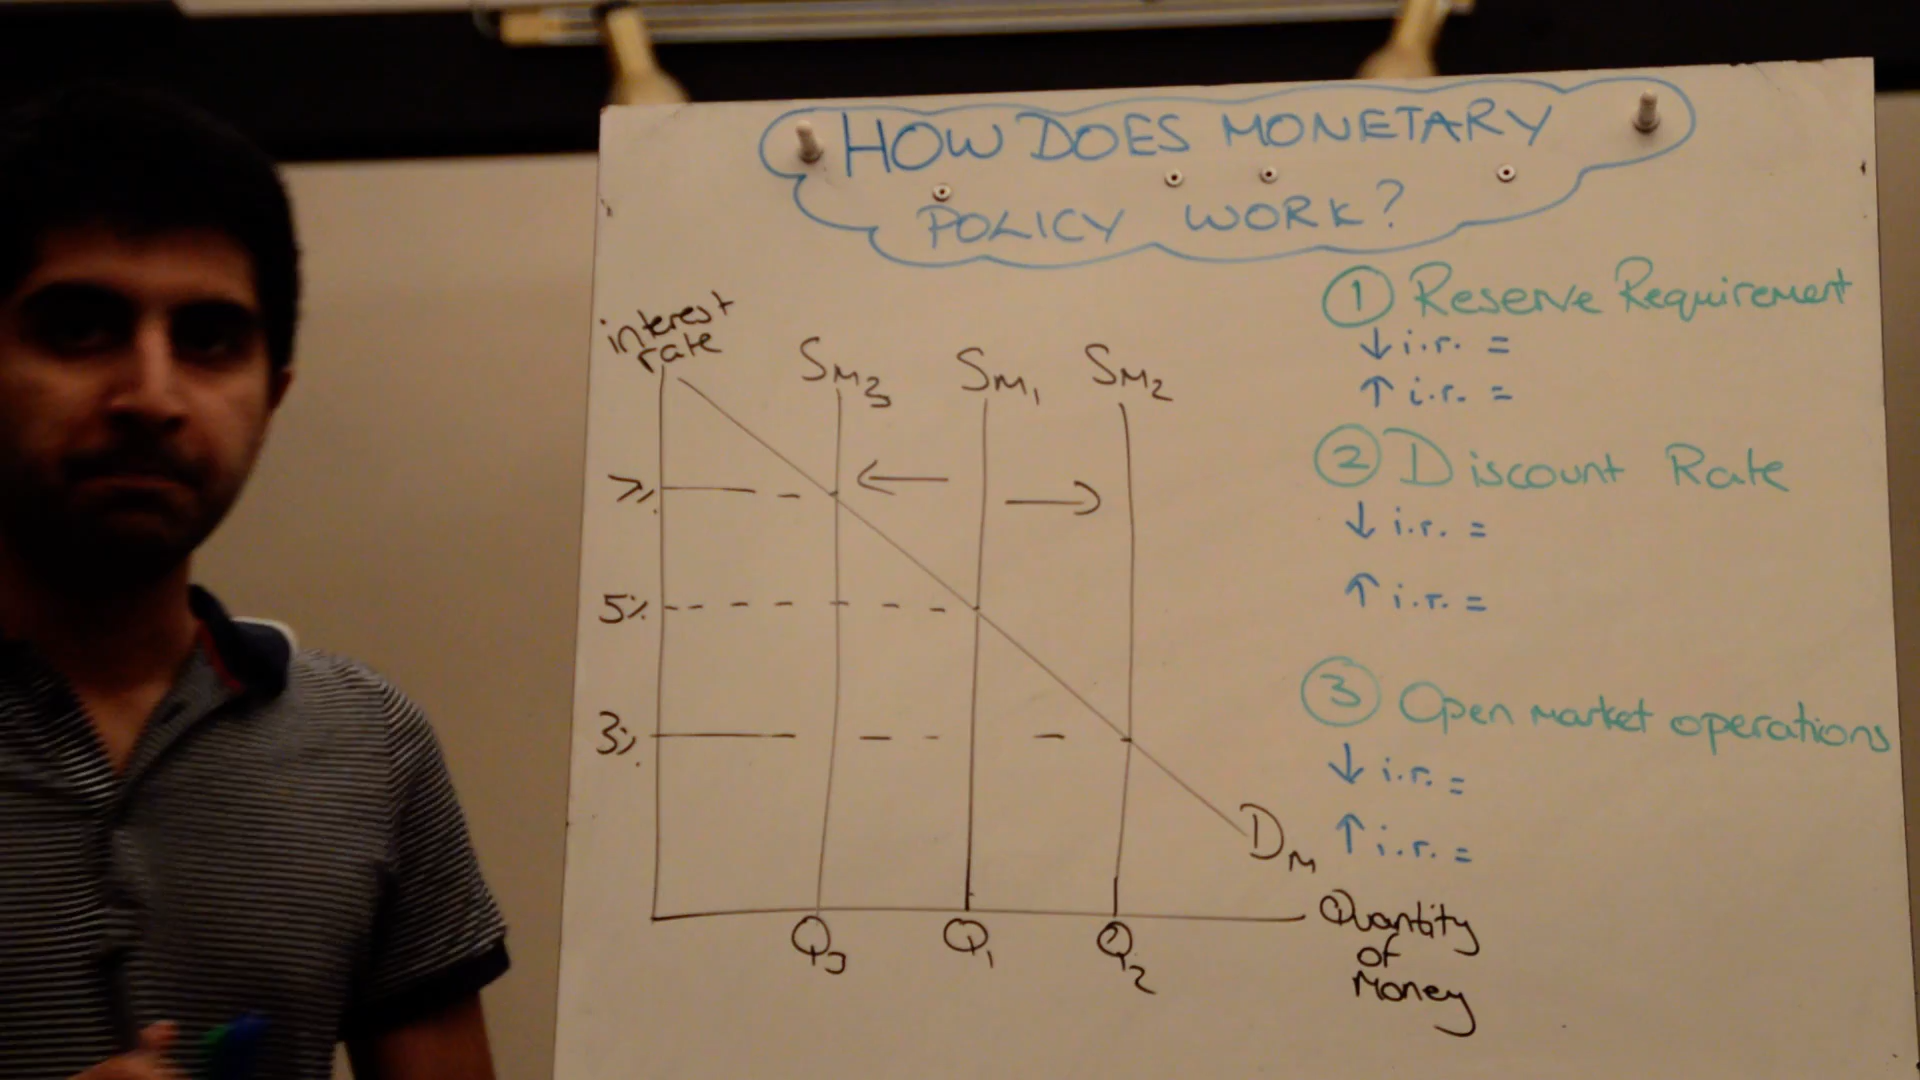 HOW DOES MONETARY
POLICY WORK?
interest
rate
SM3
SM1
SM2
7%
5%
3%
DM
Q3
Q1
Q2
Quantity
of
Money
① Reserve Requirement
↓ i.r. =
↑ i.r. =
② Discount Rate
↓ i.r. =
↑ i.r. =
③ Open market operations
↓ i.r. =
↑ i.r. =